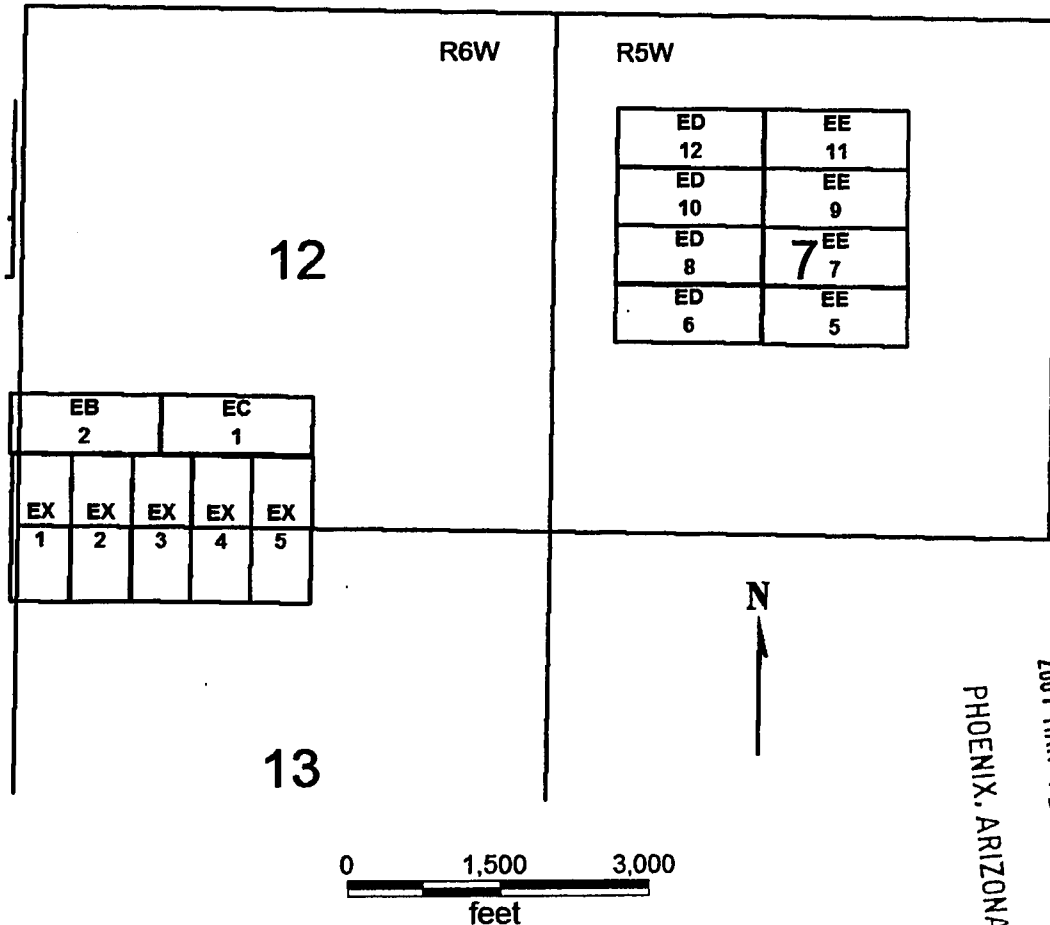 R6W R5W
ED EE
12 11
ED EE
10 9
12
ED 7 EE
8 7
ED EE
6 5
EB EC
2 1
EX EX EX EX EX
1 2 3 4 5
N
13
PHOENIX, ARIZONA
0 1,500 3,000
feet